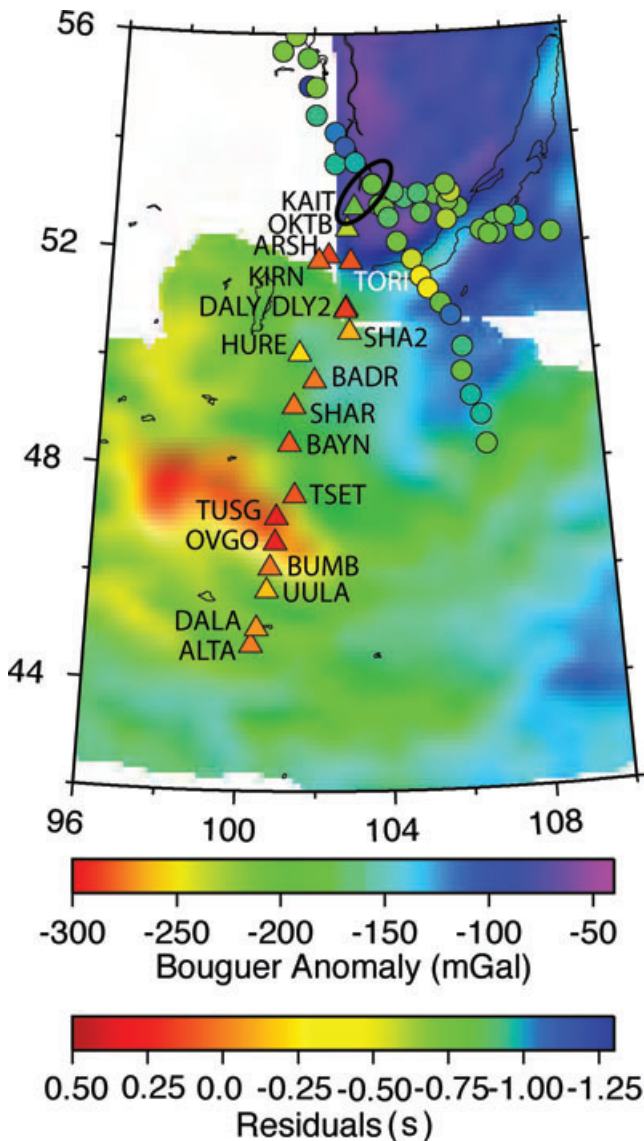 56
52
48
44
KAIT
OKTB
ARSH
KIRN
TORI
DALY/DLY2
HURE
SHA2
BADR
SHAR
BAYN
TSET
TUSG
OVGO
BUMB
UULA
DALA
ALTA
96 100 104 108
-300 -250 -200 -150 -100 -50
Bouguer Anomaly (mGal)
0.50 0.25 0.0 -0.25 -0.50 -0.75 -1.00 -1.25
Residuals (s)